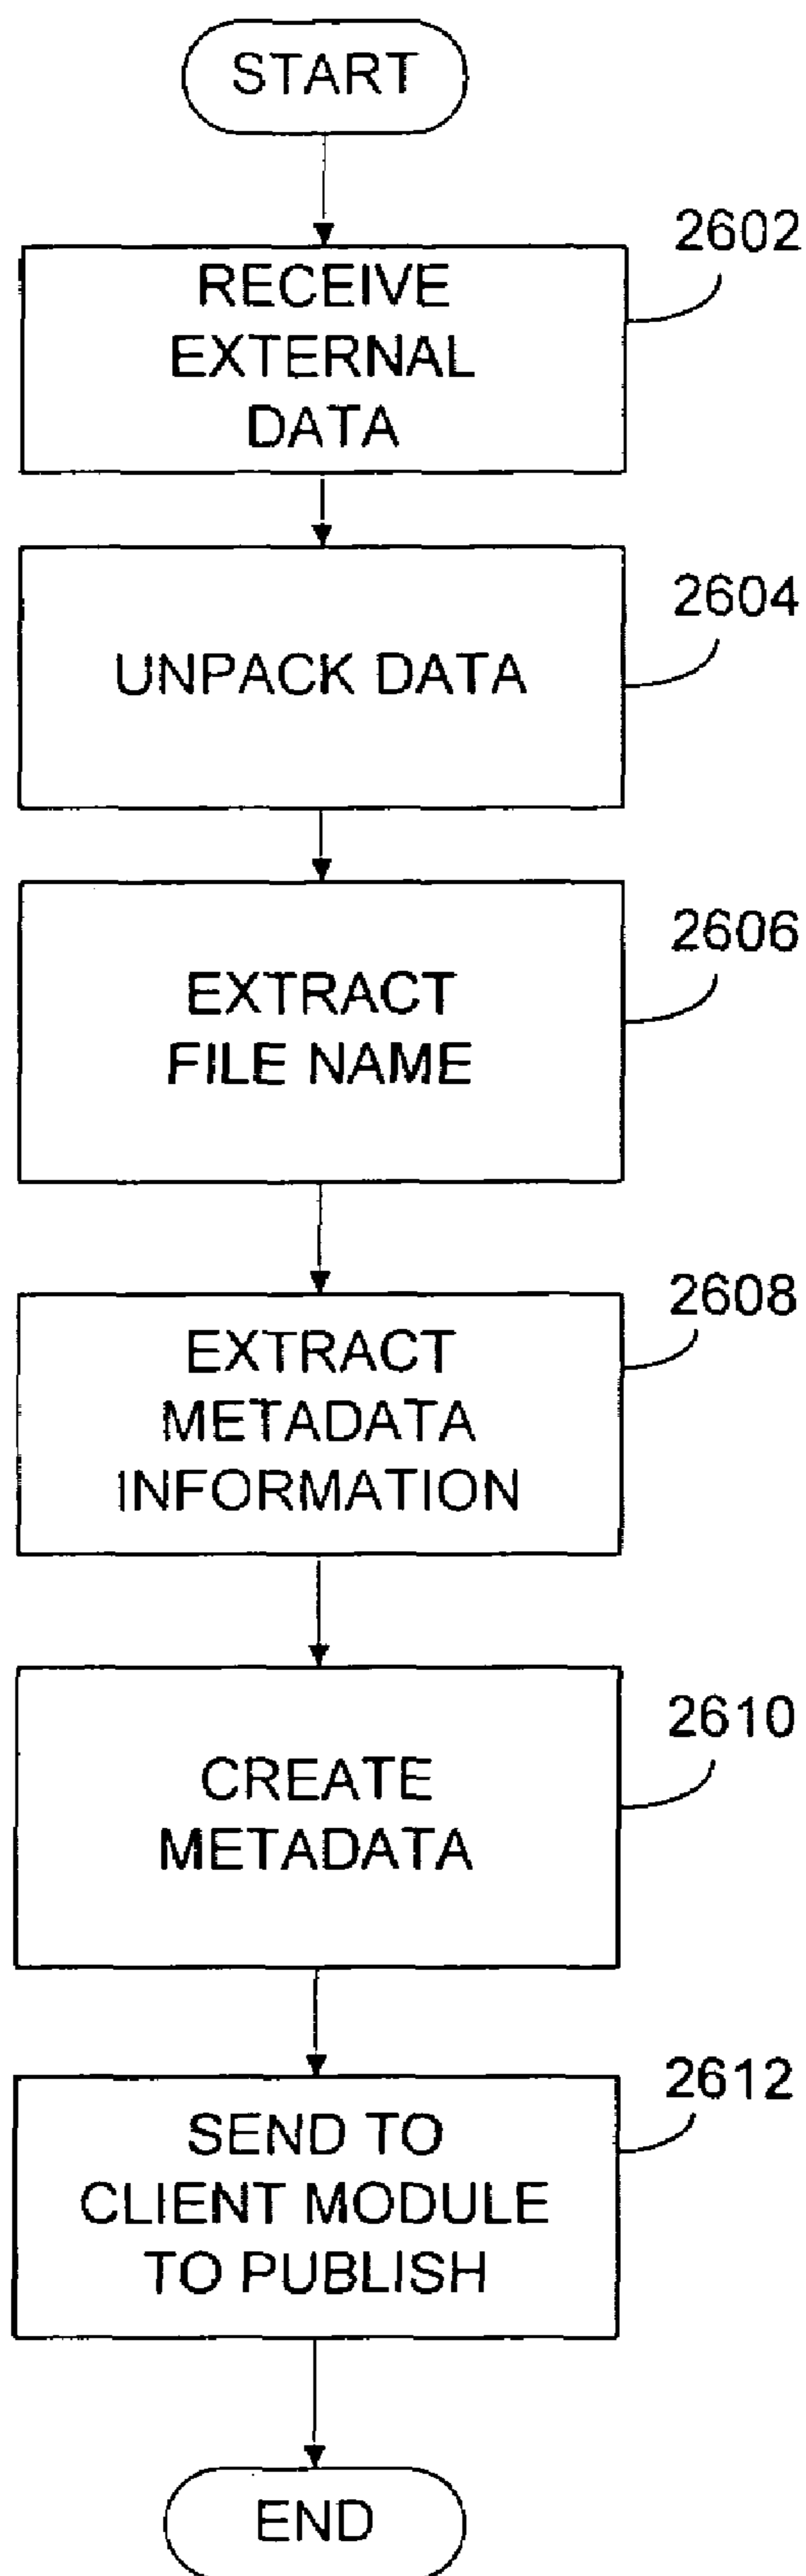 START
2602
RECEIVE
EXTERNAL
DATA
2604
UNPACK DATA
2606
EXTRACT
FILE NAME
2608
EXTRACT
METADATA
INFORMATION
2610
CREATE
METADATA
2612
SEND TO
CLIENT MODULE
TO PUBLISH
END